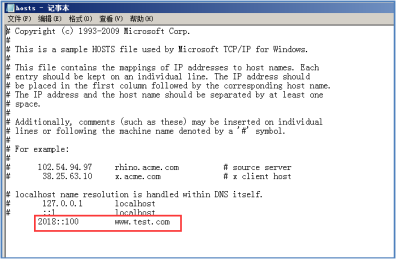 hosts - 记事本
文件(F) 编辑(E) 格式(O) 查看(V) 帮助(H)
# Copyright (c) 1993-2009 Microsoft Corp.
#
# This is a sample HOSTS file used by Microsoft TCP/IP for Windows.
#
# This file contains the mappings of IP addresses to host names. Each
# entry should be kept on an individual line. The IP address should
# be placed in the first column followed by the corresponding host name.
# The IP address and the host name should be separated by at least one
# space.
#
# Additionally, comments (such as these) may be inserted on individual
# lines or following the machine name denoted by a '#' symbol.
#
# For example:
#
# 102.54.94.97 rhino.acme.com # source server
# 38.25.63.10 x.acme.com # x client host
# localhost name resolution is handled within DNS itself.
# 127.0.0.1 localhost
# ::1 localhost
2018::100 www.test.com